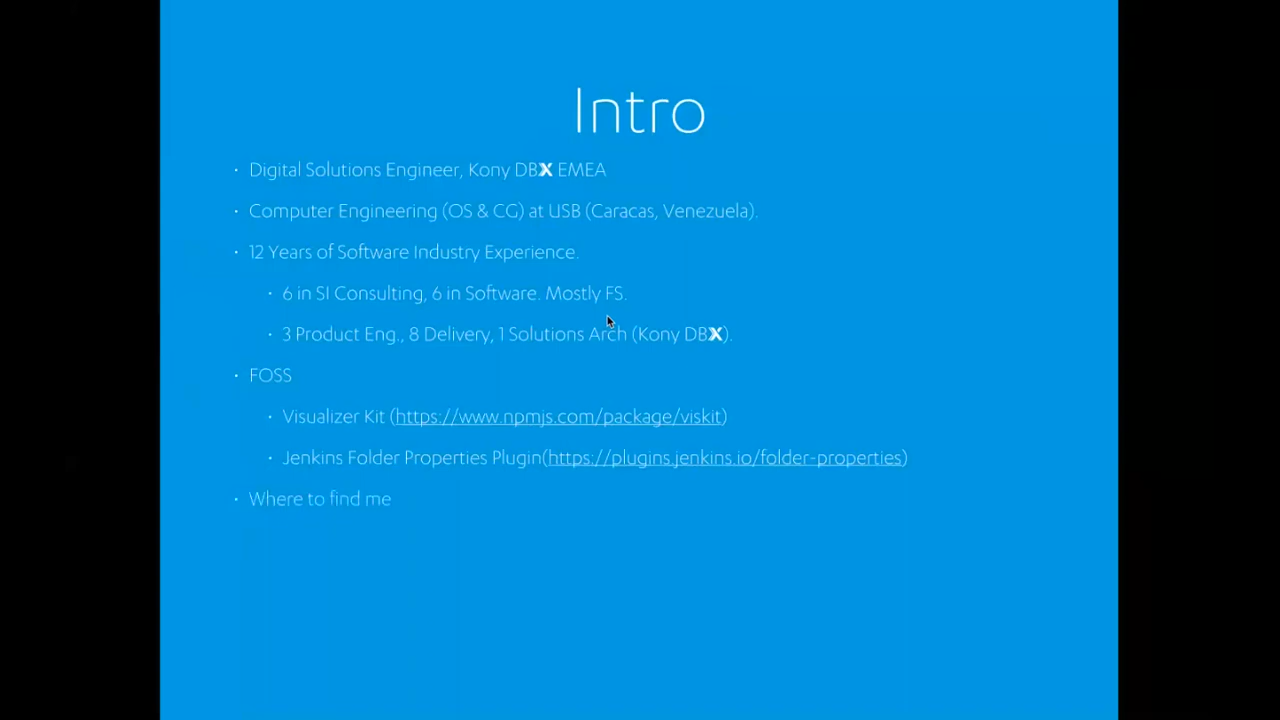 Intro
· Digital Solutions Engineer, Kony DBX EMEA
· Computer Engineering (OS & CG) at USB (Caracas, Venezuela).
· 12 Years of Software Industry Experience.
· 6 in SI Consulting, 6 in Software. Mostly FS.
· 3 Product Eng., 8 Delivery, 1 Solutions Arch (Kony DBX).
· FOSS
· Visualizer Kit (https://www.npmjs.com/package/viskit)
· Jenkins Folder Properties Plugin(https://plugins.jenkins.io/folder-properties)
· Where to find me